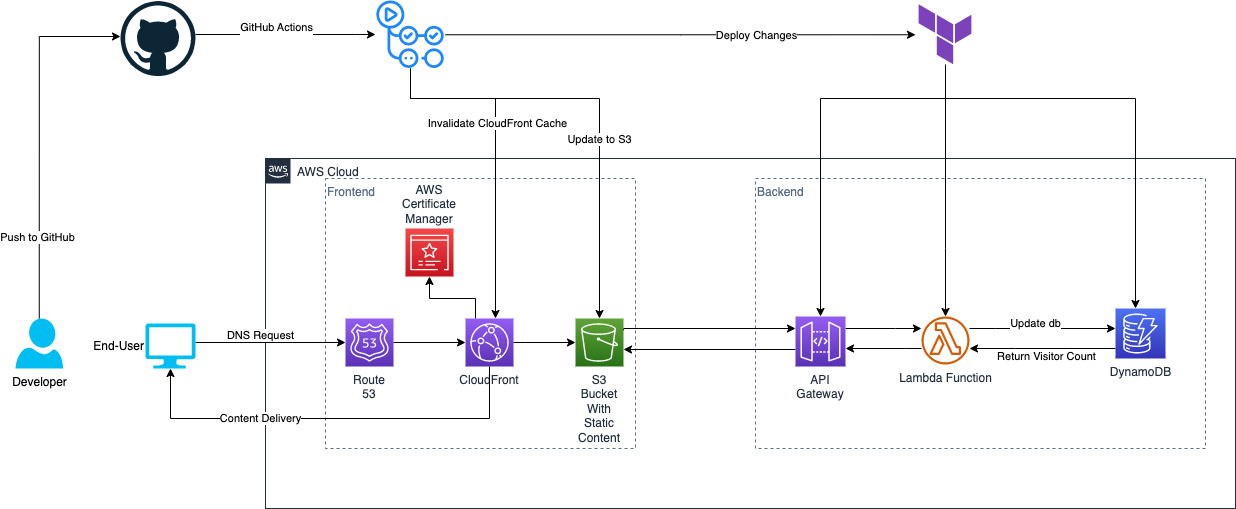 GitHub Actions
Deploy Changes
Invalidate CloudFront Cache
Update to S3
aws
AWS Cloud
Frontend
AWS
Certificate
Manager
Backend
Push to GitHub
Developer
End-User
DNS Request
53
Route
53
CloudFront
S3
Bucket
With
Static
Content
</>
API
Gateway
Lambda Function
Update db
Return Visitor Count
DynamoDB
Content Delivery